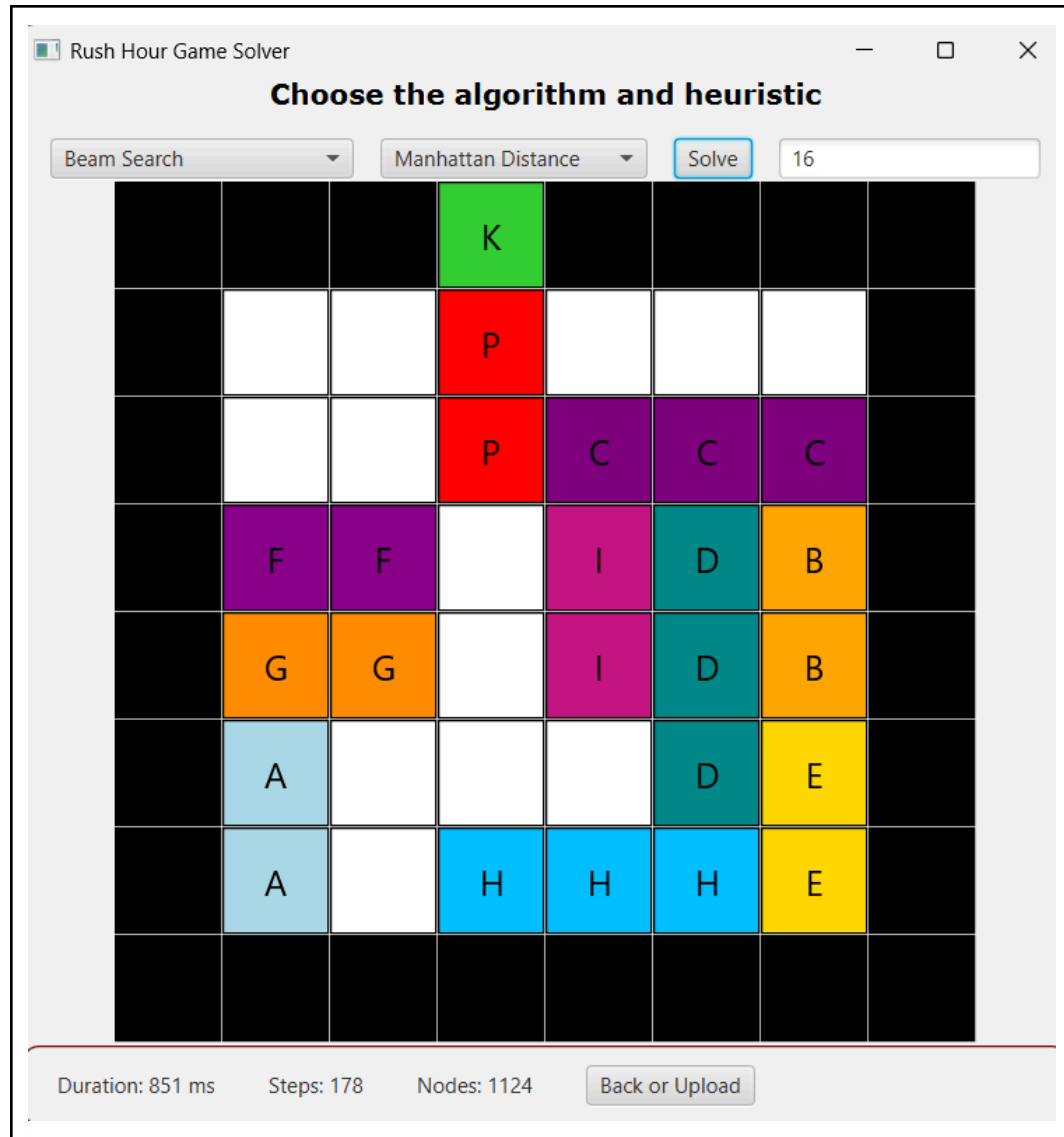 Rush Hour Game Solver
Choose the algorithm and heuristic
Beam Search Manhattan Distance Solve 16
K
P
P C C C
F F I D B
G G I D B
A D E
A H H H E
Duration: 851 ms Steps: 178 Nodes: 1124 Back or Upload